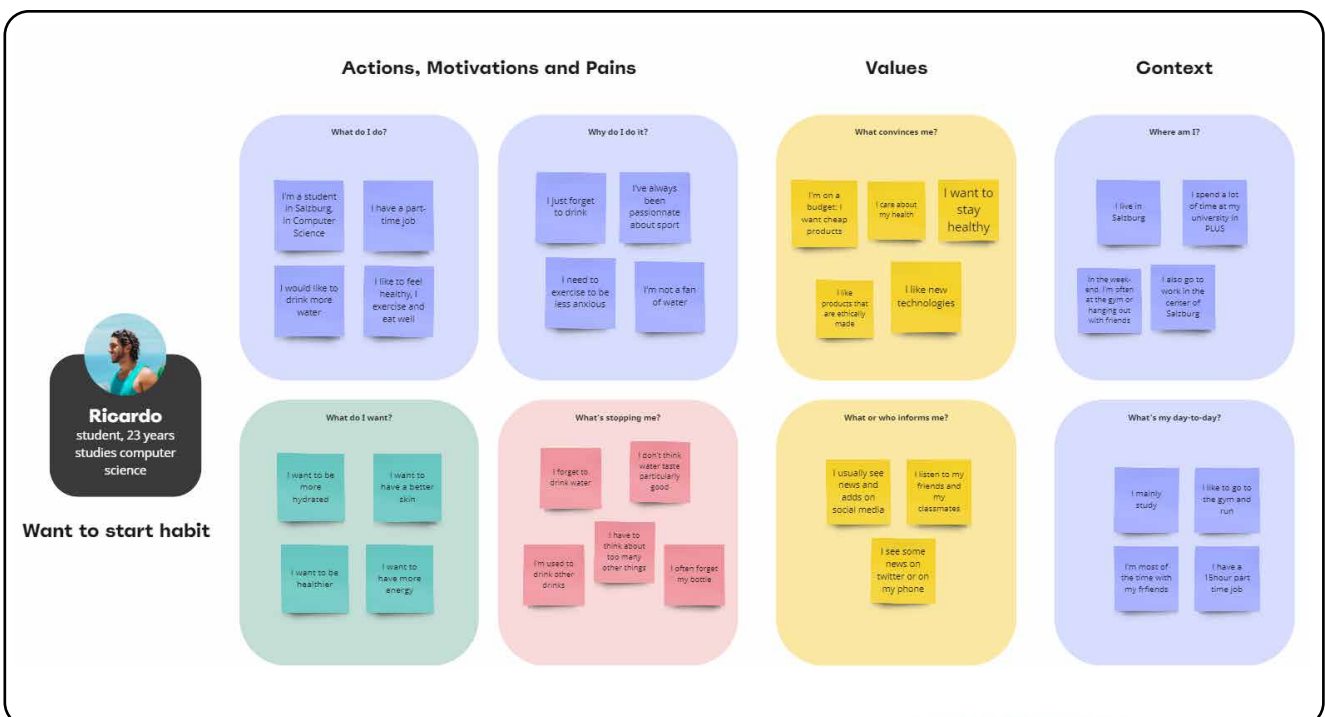 Actions, Motivations and Pains
Values
Context
What do I do?
I'm a student
in Salzburg,
in Computer
Science
I have a part-
time job
I would like to
drink more
water
I like to feel
healthy, I
exercise and
eat well
Why do I do it?
I just forget
to drink
I've always
been
passionnate
about sport
I need to
exercise to be
less anxious
I'm not a fan
of water
What convinces me?
I'm on a
budget: I
want cheap
products
I care about
my health
I want to
stay
healthy
I like
products that
are ethically
made
I like new
technologies
Where am I?
I live in
Salzburg
I spend a lot
of time at my
university in
PLUS
In the week-
end, I'm often
at the gym or
hanging out
with friends
I also go to
work in the
center of
Salzburg
Ricardo
student, 23 years
studies computer
science
Want to start habit
What do I want?
I want to be
more
hydrated
I want to
have a better
skin
I want to be
healthier
I want to
have more
energy
What's stopping me?
I forget to
drink water
I don't think
water taste
particularly
good
I'm used to
drink other
drinks
I have to
think about
too many
other things
I often forget
my bottle
What or who informs me?
I usually see
news and
adds on
social media
I listen to my
friends and
my
classmates
I see some
news on
twitter or on
my phone
What's my day-to-day?
I mainly
study
I like to go to
the gym and
run
I'm most of
the time with
my frfiends
I have a
15hour part
time job